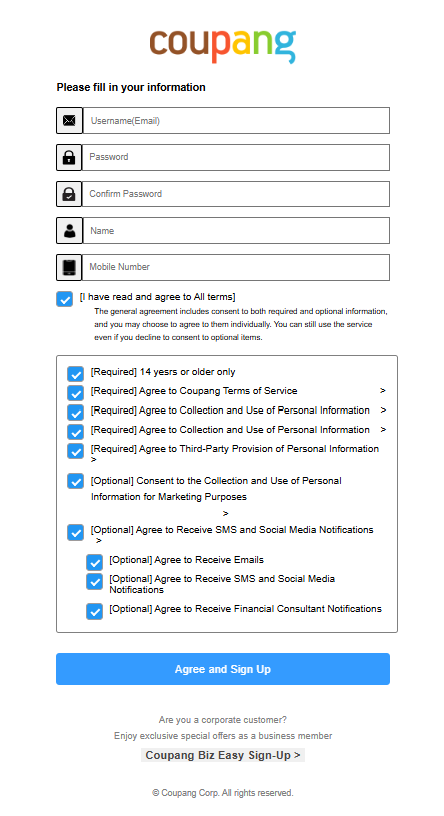 coupang
Please fill in your information
Username(Email)
Password
Confirm Password
Name
Mobile Number
[I have read and agree to All terms]
The general agreement includes consent to both required and optional information,
and you may choose to agree to them individually. You can still use the service
even if you decline to consent to optional items.
[Required] 14 yesrs or older only
[Required] Agree to Coupang Terms of Service >
[Required] Agree to Collection and Use of Personal Information >
[Required] Agree to Collection and Use of Personal Information >
[Required] Agree to Third-Party Provision of Personal Information
>
[Optional] Consent to the Collection and Use of Personal
Information for Marketing Purposes
>
[Optional] Agree to Receive SMS and Social Media Notifications
>
[Optional] Agree to Receive Emails
[Optional] Agree to Receive SMS and Social Media
Notifications
[Optional] Agree to Receive Financial Consultant Notifications
Agree and Sign Up
Are you a corporate customer?
Enjoy exclusive special offers as a business member
Coupang Biz Easy Sign-Up >
© Coupang Corp. All rights reserved.